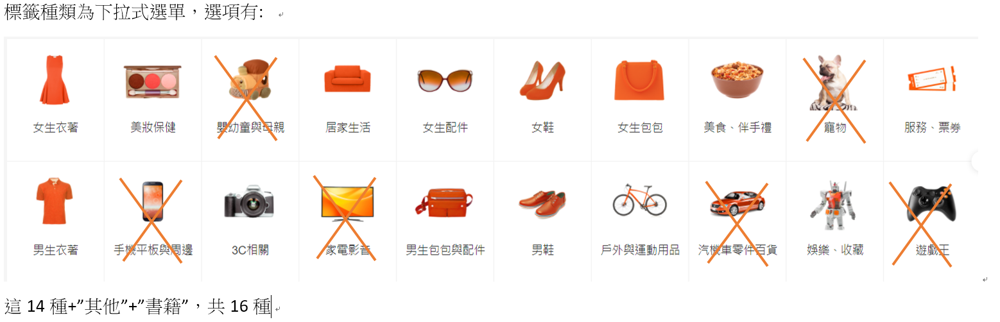 標籤種類為下拉式選單，選項有:
女生衣著 美妝保健 嬰幼童與母親 居家生活 女生配件 女鞋 女生包包 美食、伴手禮 寵物 服務、票券
男生衣著 手機平板與周邊 3C相關 家電影音 男生包包與配件 男鞋 戶外與運動用品 汽機車零件百貨 娛樂、收藏 遊戲王
這 14 種+”其他”+”書籍”，共 16 種